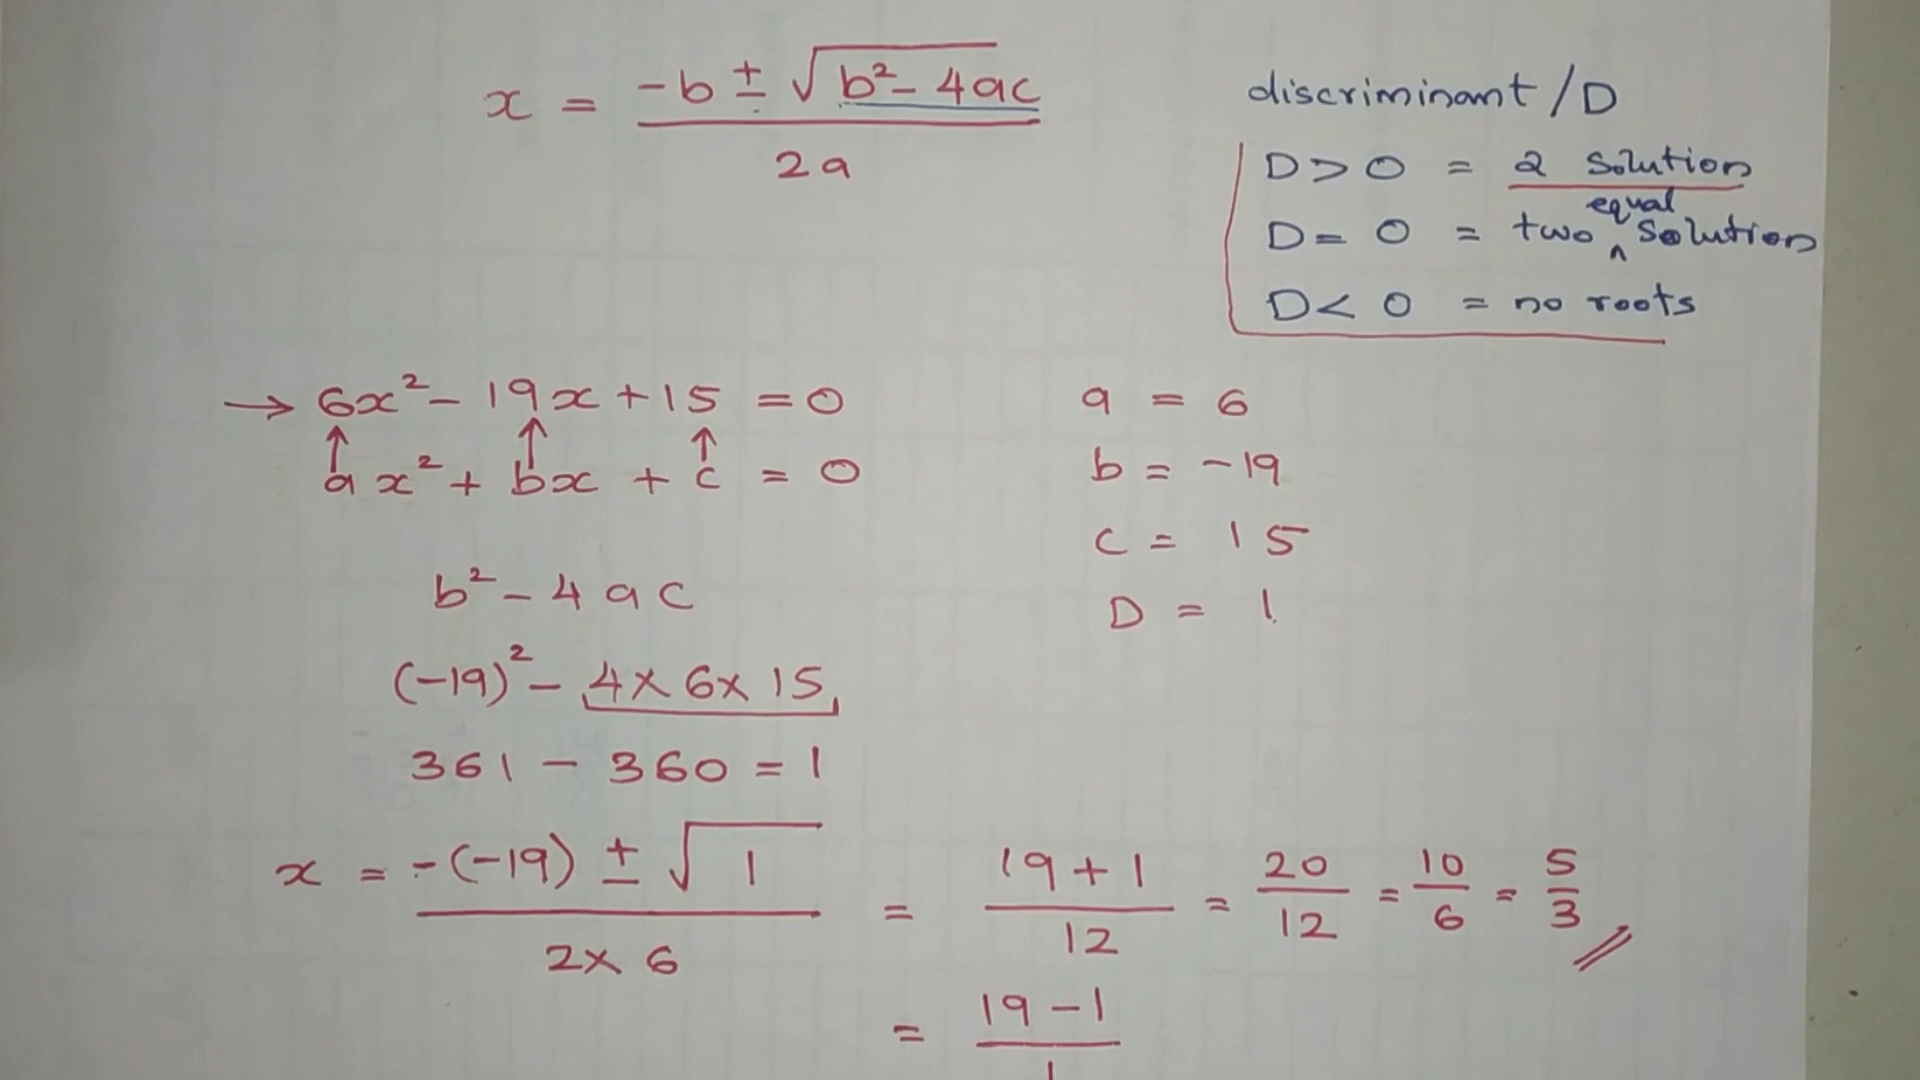 x = -b ± √b² - 4ac
2a
discriminant / D
D > 0 = 2 Solution
D = 0 = two equal Solution
D < 0 = no roots
→ 6x² - 19x + 15 = 0
ax² + bx + c = 0
a = 6
b = -19
c = 15
D = 1
b² - 4ac
(-19)² - 4 × 6 × 15
361 - 360 = 1
x = -(-19) ± √1 / 2 × 6 = 19 + 1 / 12 = 20 / 12 = 10 / 6 = 5 / 3
= 19 - 1